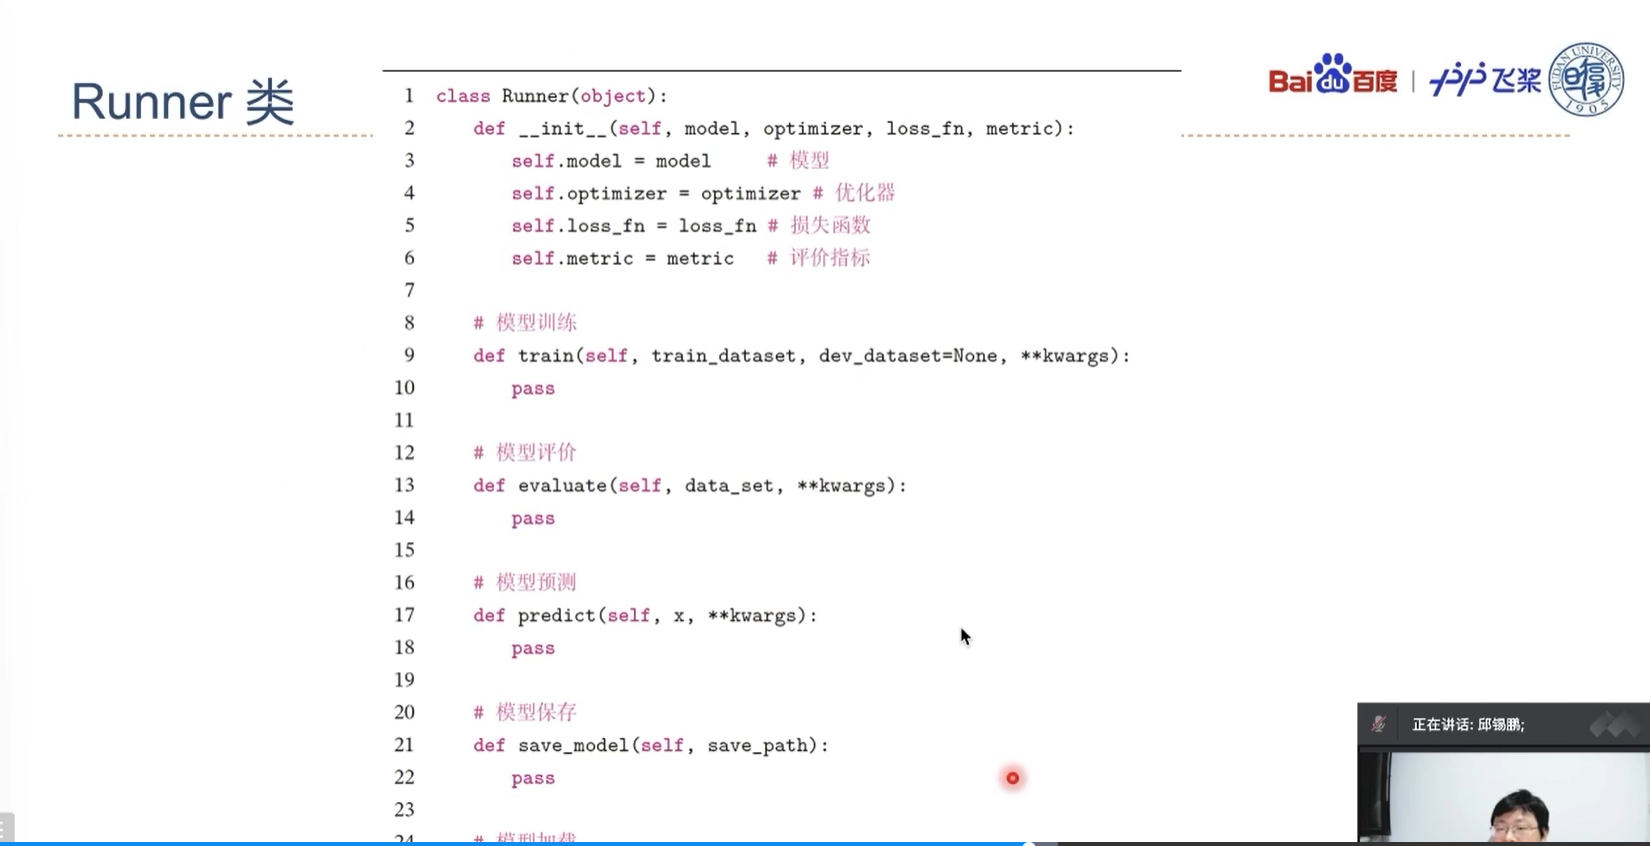 Runner 类
Bai du 百度 | 飞桨
FUDAN UNIVERSITY
1905
1 class Runner(object):
2 def __init__(self, model, optimizer, loss_fn, metric):
3 self.model = model # 模型
4 self.optimizer = optimizer # 优化器
5 self.loss_fn = loss_fn # 损失函数
6 self.metric = metric # 评价指标
7
8 # 模型训练
9 def train(self, train_dataset, dev_dataset=None, **kwargs):
10 pass
11
12 # 模型评价
13 def evaluate(self, data_set, **kwargs):
14 pass
15
16 # 模型预测
17 def predict(self, x, **kwargs):
18 pass
19
20 # 模型保存
21 def save_model(self, save_path):
22 pass
23
24 # 模型加载
正在讲话: 邱锡鹏;